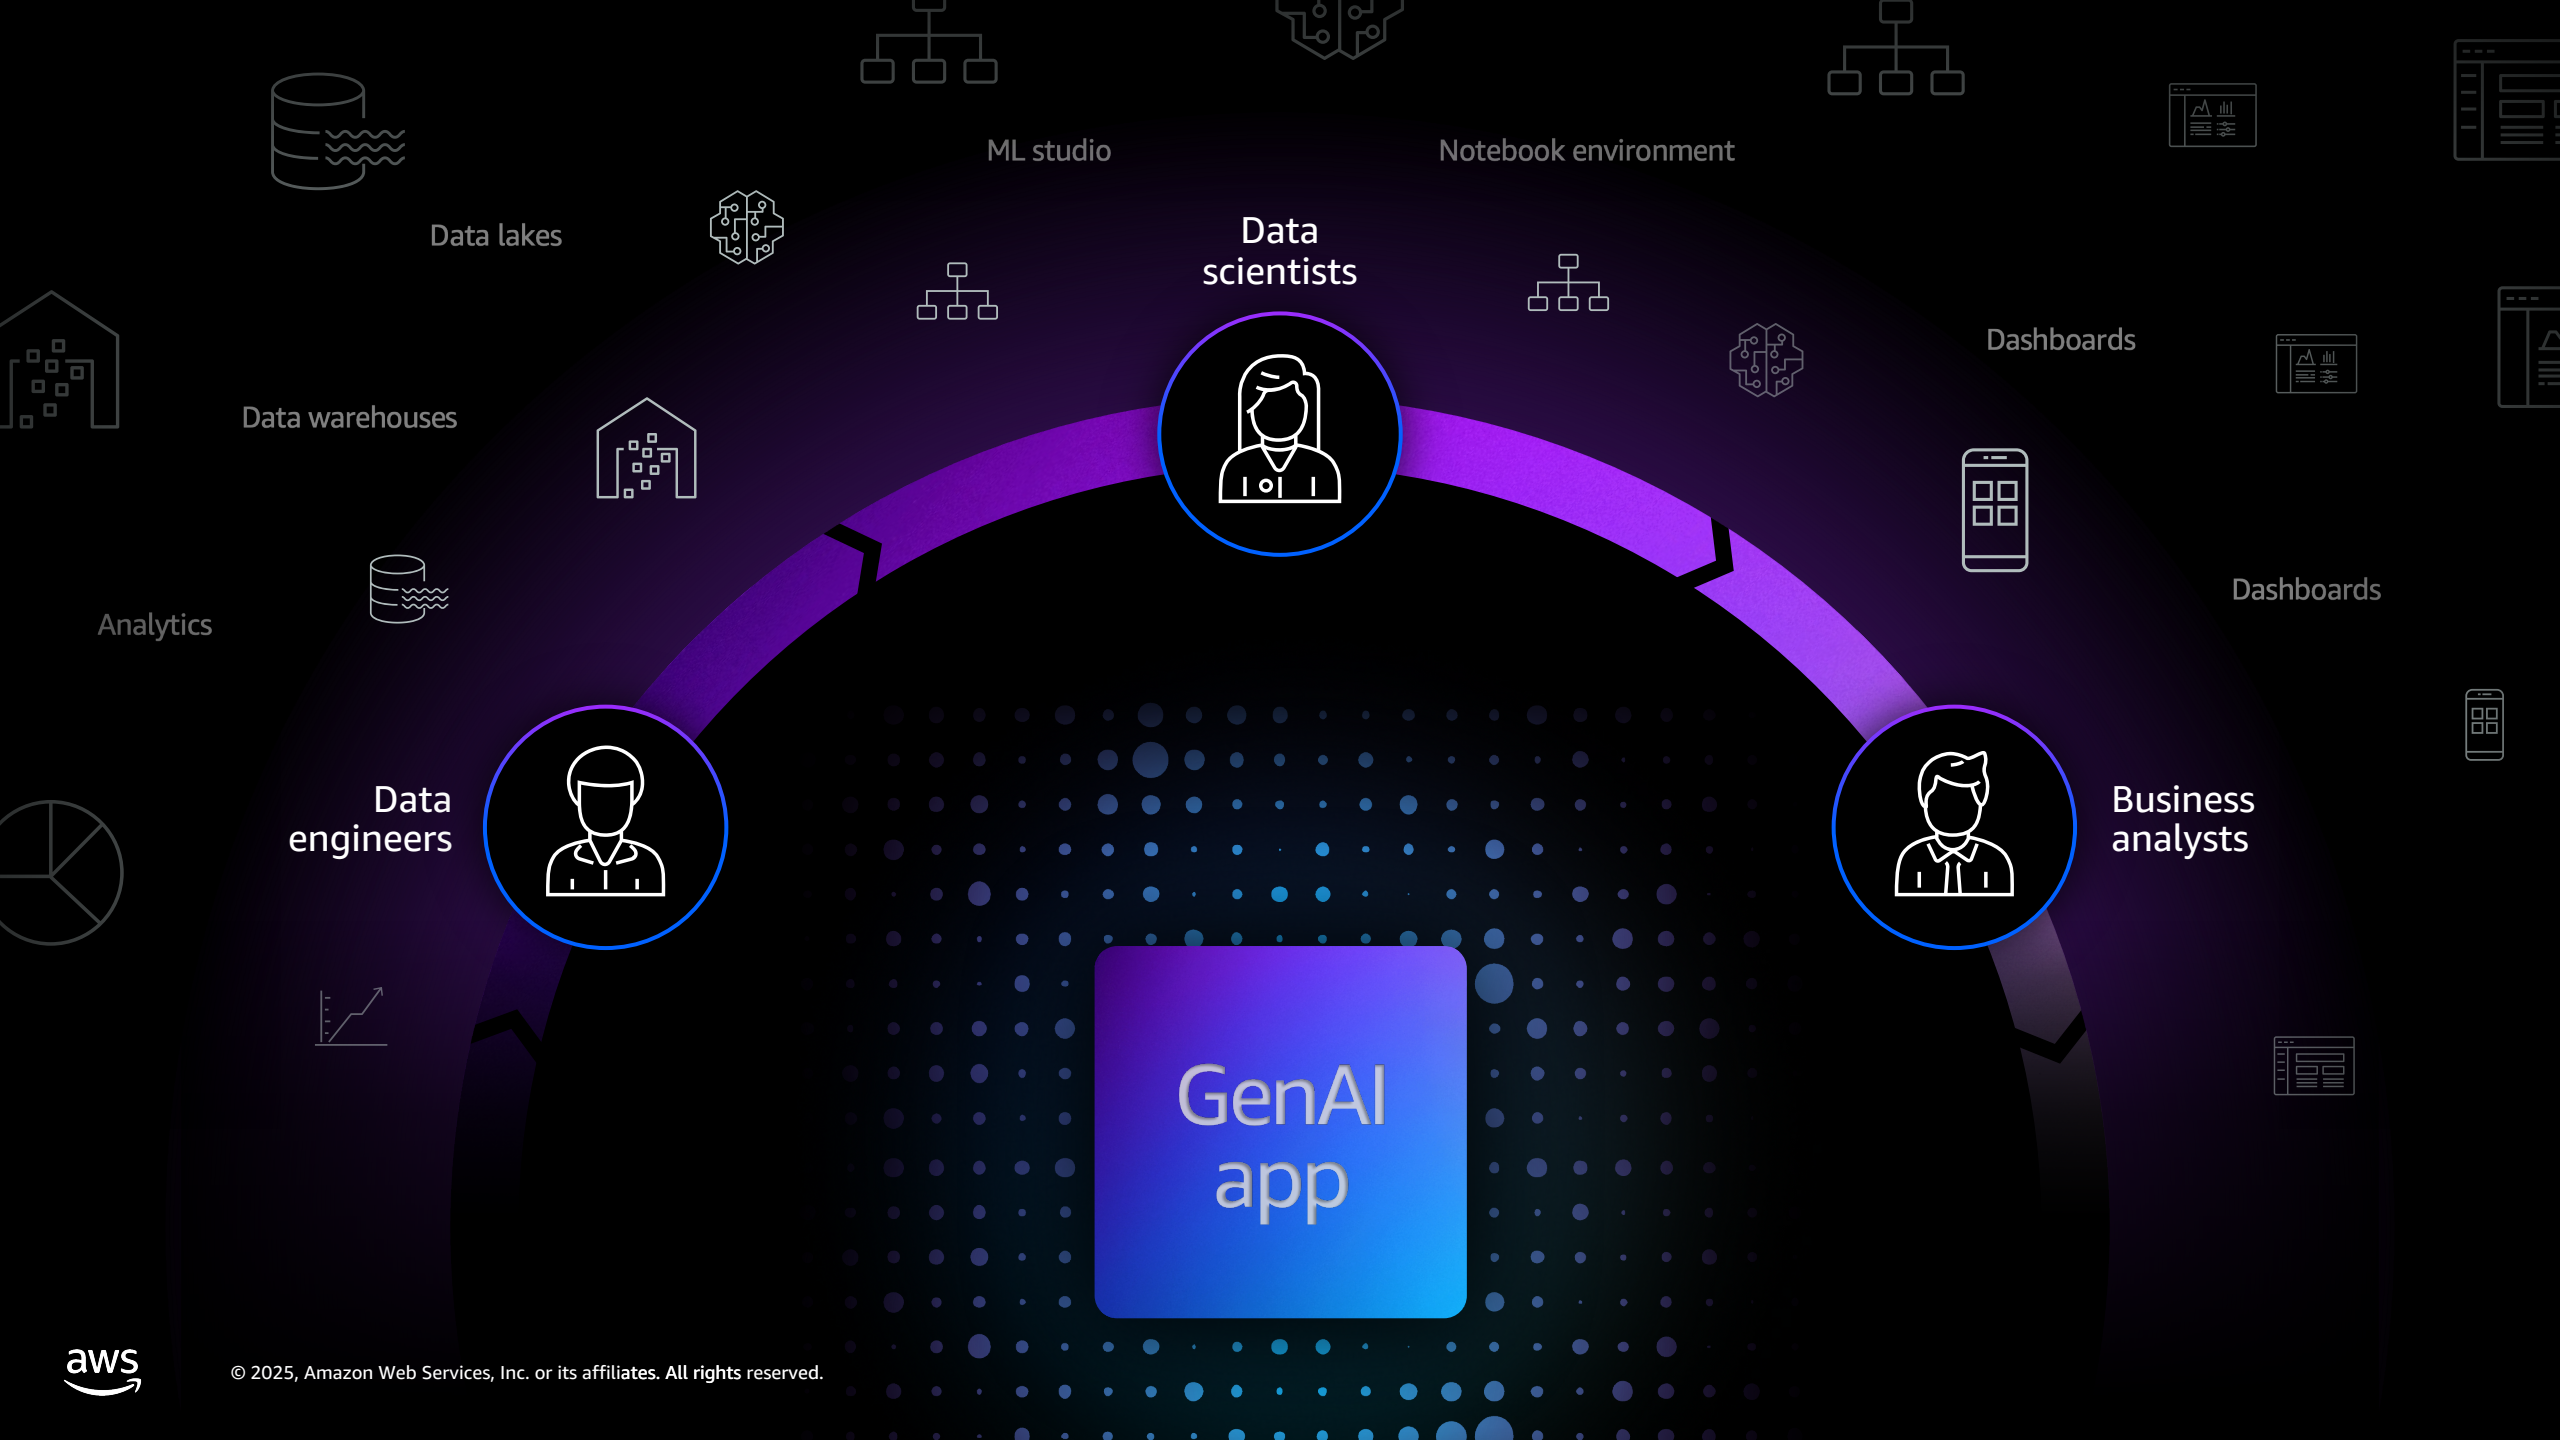 ML studio
Notebook environment
Data lakes
Data
scientists
Dashboards
Data warehouses
Dashboards
Analytics
Data
engineers
Business
analysts
GenAI
app
aws
© 2025, Amazon Web Services, Inc. or its affiliates. All rights reserved.